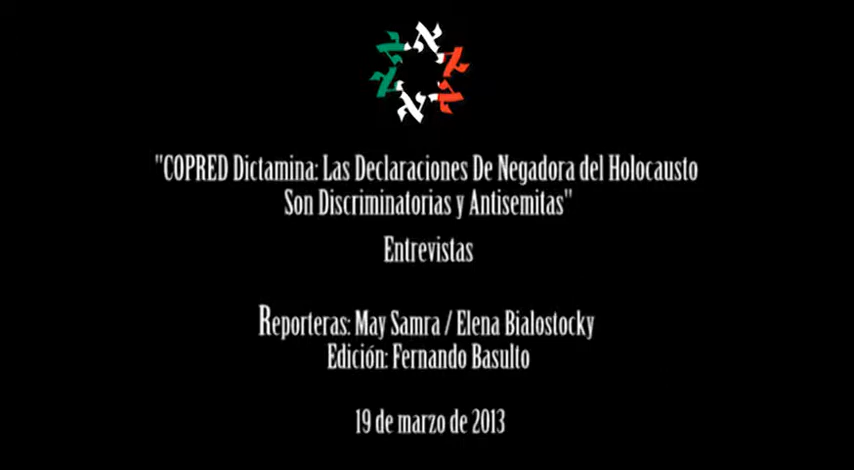 "COPRED Dictamina: Las Declaraciones De Negadora del Holocausto
Son Discriminatorias y Antisemitas"
Entrevistas
Reporteras: May Samra / Elena Bialostocky
Edición: Fernando Basulto
19 de marzo de 2013